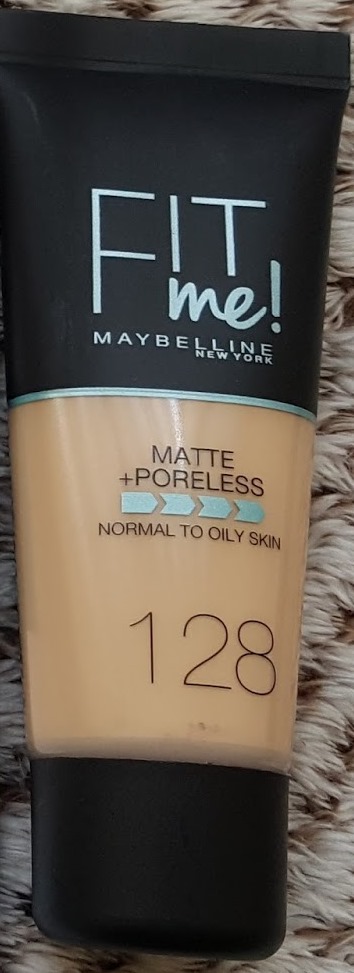 FIT
me!
MAYBELLINE
NEW YORK
MATTE
+PORELESS
NORMAL TO OILY SKIN
128